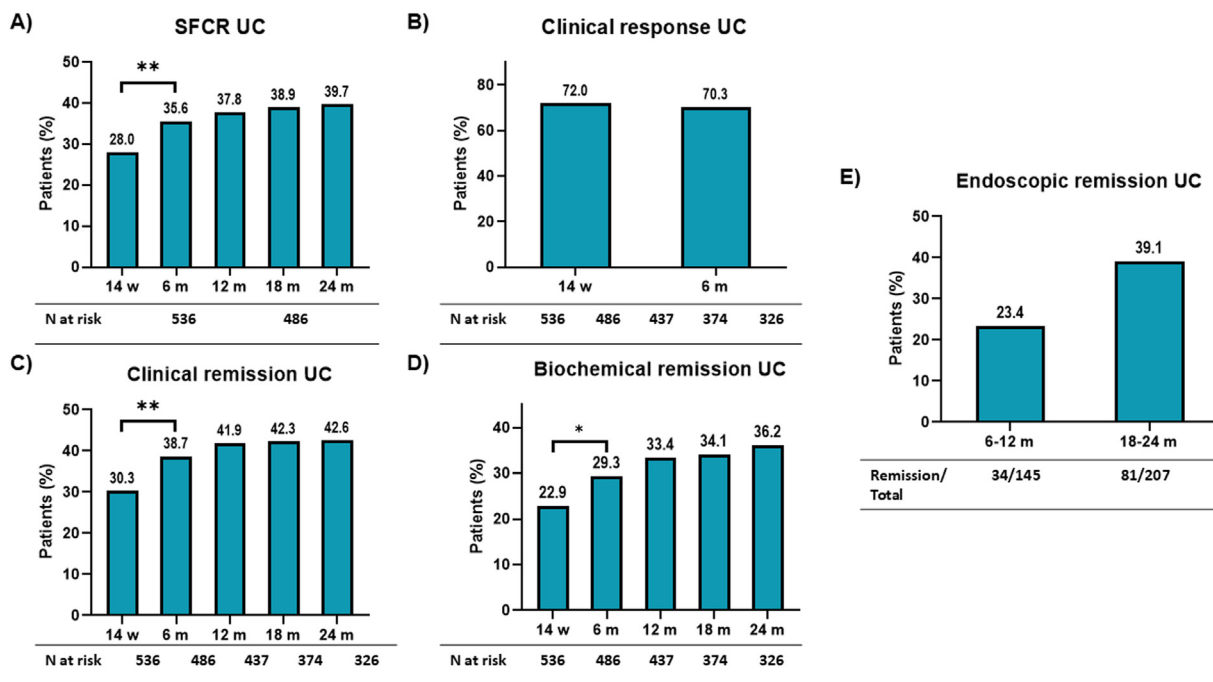 A)
SFCR UC
Patients (%)
50
40
30
20
10
0
**
28.0
35.6
37.8
38.9
39.7
14 w 6 m 12 m 18 m 24 m
N at risk 536 486
B)
Clinical response UC
Patients (%)
80
60
40
20
0
72.0
70.3
14 w 6 m
N at risk 536 486 437 374 326
C)
Clinical remission UC
Patients (%)
50
40
30
20
10
0
**
30.3
38.7
41.9
42.3
42.6
14 w 6 m 12 m 18 m 24 m
N at risk 536 486 437 374 326
D)
Biochemical remission UC
Patients (%)
40
30
20
10
0
*
22.9
29.3
33.4
34.1
36.2
14 w 6 m 12 m 18 m 24 m
N at risk 536 486 437 374 326
E)
Endoscopic remission UC
Patients (%)
50
40
30
20
10
0
23.4
39.1
6-12 m 18-24 m
Remission/ 34/145 81/207
Total